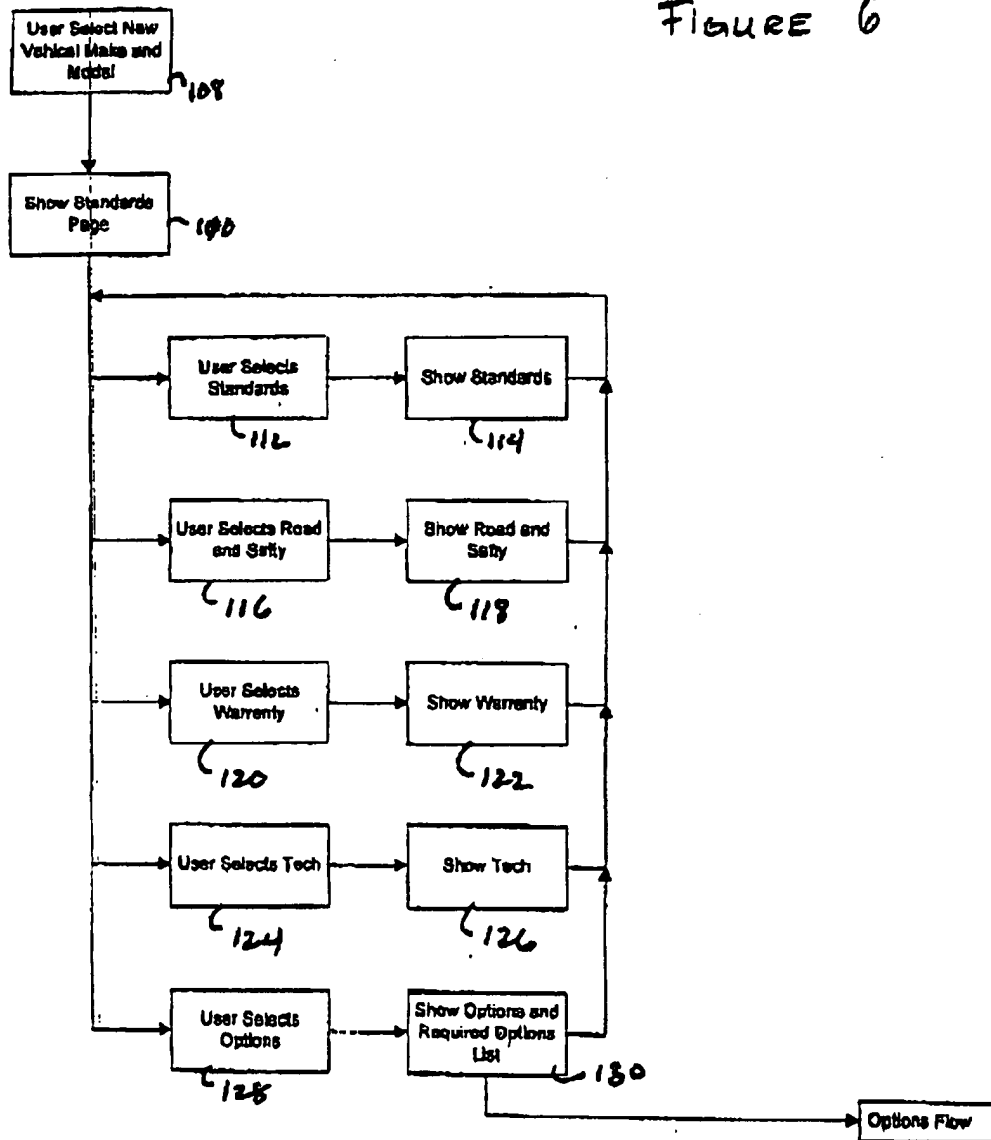 FIGURE 6
User Select New
Vehical Make and
Model
108
Show Standards
Page
100
User Selects
Standards
112
Show Standards
114
User Selects Road
and Safty
116
Show Road and
Safty
118
User Selects
Warrenty
120
Show Warrenty
122
User Selects Tech
124
Show Tech
126
User Selects
Options
128
Show Options and
Required Options
List
130
Options Flow